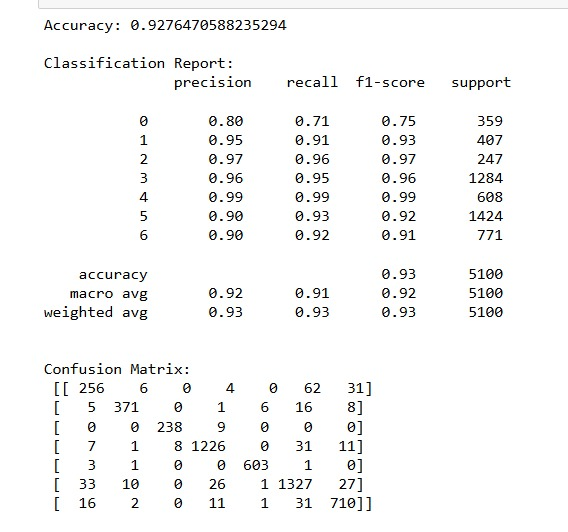 Accuracy: 0.9276470588235294
Classification Report:
precision recall f1-score support
0 0.80 0.71 0.75 359
1 0.95 0.91 0.93 407
2 0.97 0.96 0.97 247
3 0.96 0.95 0.96 1284
4 0.99 0.99 0.99 608
5 0.90 0.93 0.92 1424
6 0.90 0.92 0.91 771
accuracy 0.93 5100
macro avg 0.92 0.91 0.92 5100
weighted avg 0.93 0.93 0.93 5100
Confusion Matrix:
[[ 256 6 0 4 0 62 31]
[ 5 371 0 1 6 16 8]
[ 0 0 238 9 0 0 0]
[ 7 1 8 1226 0 31 11]
[ 3 1 0 0 603 1 0]
[ 33 10 0 26 1 1327 27]
[ 16 2 0 11 1 31 710]]